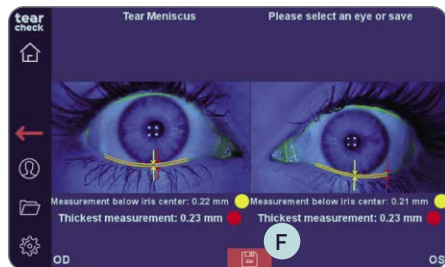 tear check
Tear Meniscus
Please select an eye or save
Measurement below iris center: 0.22 mm
Measurement below iris center: 0.21 mm
Thickest measurement: 0.23 mm
Thickest measurement: 0.23 mm
F
OD
OS